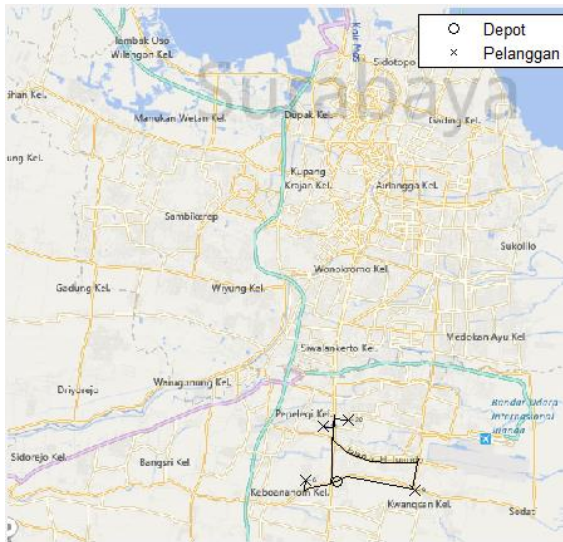 Depot
Pelanggan
Tambak Oso
Wilangon Kel.
Sidotopo
Surabaya
Dupak Kel.
Manukan Wetan Kel.
Gading Kel.
Kupang
Krajan Kel.
Airlangga Kel.
Sambikerep
Sukolilo
Wonokromo Kel.
Gadung Kel.
Wiyung Kel.
Medokan Ayu Kel.
Siwalankerto Kel.
Warugunung Kel.
Driyorejo
Bandar Udara
Internasional
Juanda
Pepelegi Kel.
Sidorejo Kel.
Bangsri Kel.
Keboananom Kel.
Kwangsan Kel.
Sedati